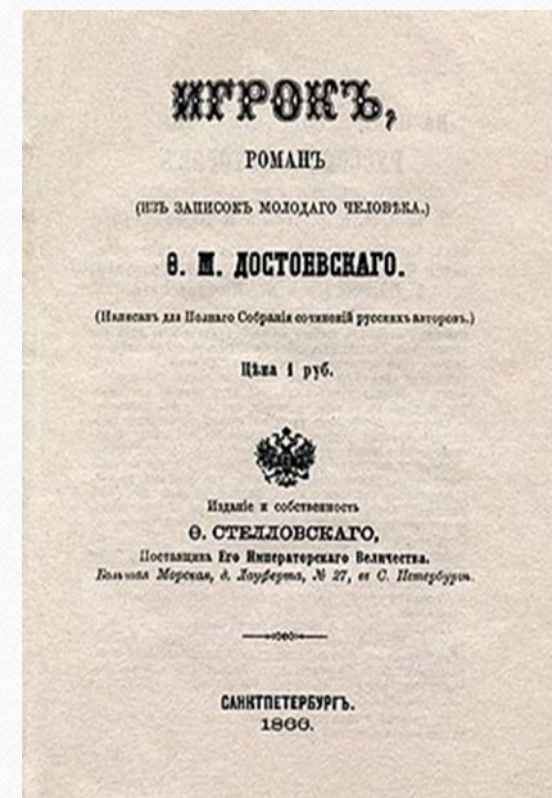 ИГРОКЪ,
РОМАНЪ
(ИЗЪ ЗАПИСОКЪ МОЛОДАГО ЧЕЛОВѢКА.)
Ѳ. М. ДОСТОЕВСКАГО.
(Написанъ для Полнаго Собранія сочиненій русскихъ авторовъ.)
Цѣна 1 руб.
Изданіе и собственность
Ѳ. СТЕЛЛОВСКАГО,
Поставщика Его Императорскаго Величества.
Большая Морская, д. Лауферта, № 27, въ С. Петербургѣ.
САНКТПЕТЕРБУРГЪ.
1866.